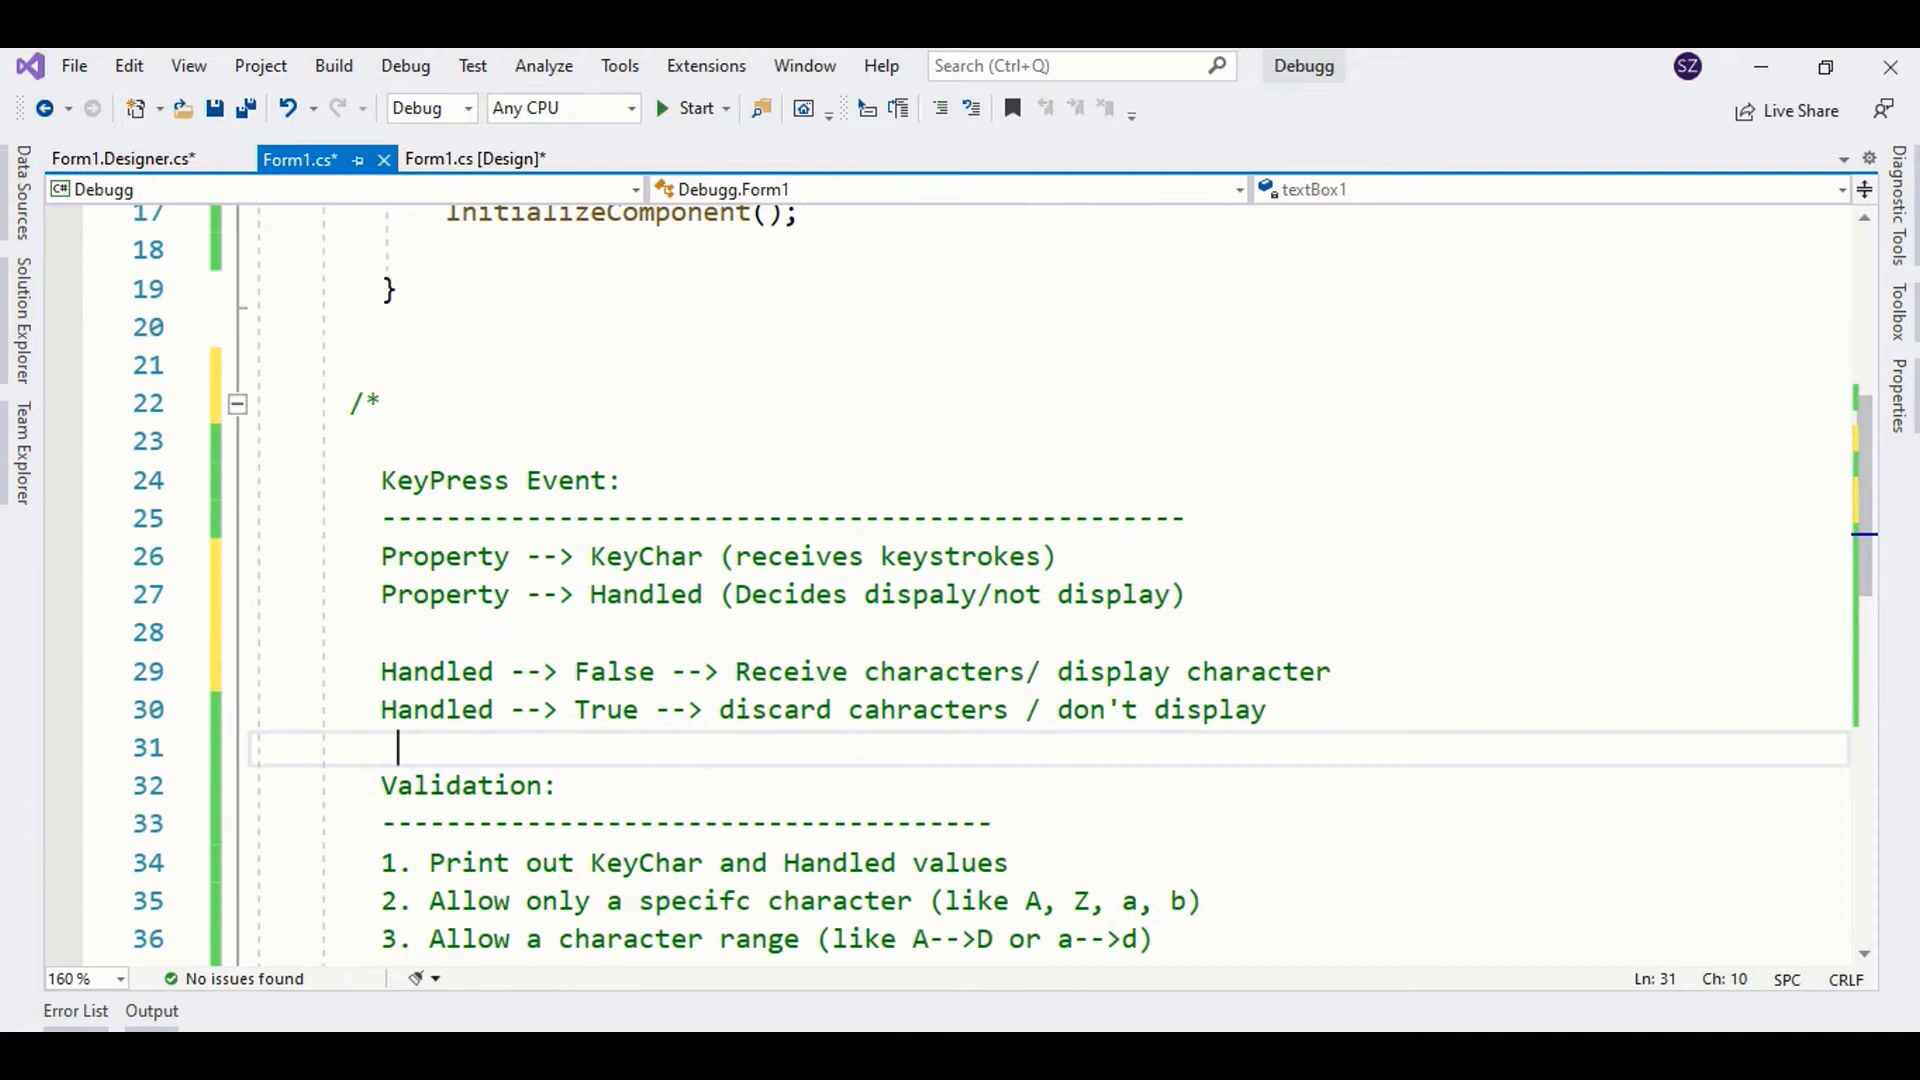 File Edit View Project Build Debug Test Analyze Tools Extensions Window Help Search (Ctrl+Q) Debugg SZ
Debug Any CPU Start Live Share
Form1.Designer.cs* Form1.cs* Form1.cs [Design]*
C# Debugg Debugg.Form1 textBox1
Data Sources
Solution Explorer
Team Explorer
Diagnostic Tools
Toolbox
Properties
17 InitializeComponent();
18
19 }
20
21
22 /*
23
24 KeyPress Event:
25 --------------------------------------------------
26 Property --> KeyChar (receives keystrokes)
27 Property --> Handled (Decides dispaly/not display)
28
29 Handled --> False --> Receive characters/ display character
30 Handled --> True --> discard cahracters / don't display
31
32 Validation:
33 --------------------------------------
34 1. Print out KeyChar and Handled values
35 2. Allow only a specifc character (like A, Z, a, b)
36 3. Allow a character range (like A-->D or a-->d)
160 % No issues found Ln: 31 Ch: 10 SPC CRLF
Error List Output